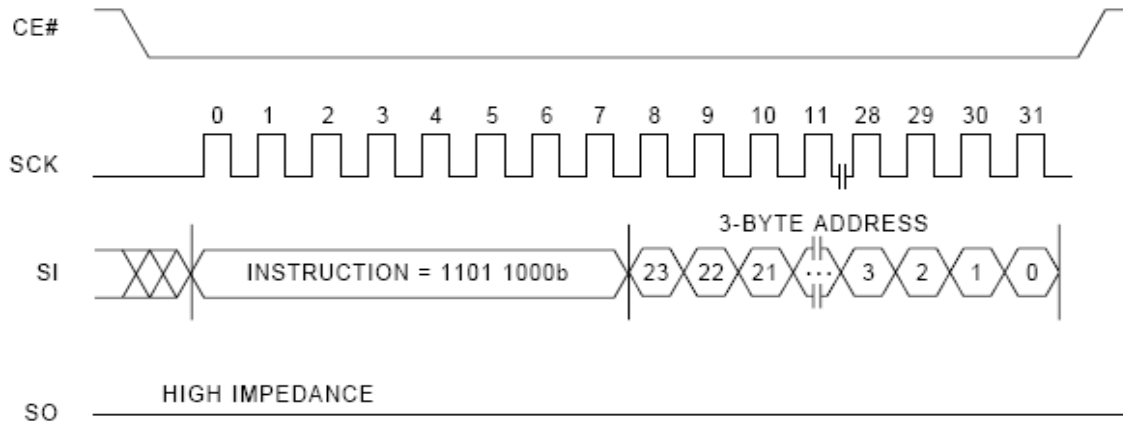 CE#
0 1 2 3 4 5 6 7 8 9 10 11 28 29 30 31
SCK
3-BYTE ADDRESS
SI INSTRUCTION = 1101 1000b 23 22 21 ... 3 2 1 0
HIGH IMPEDANCE
SO